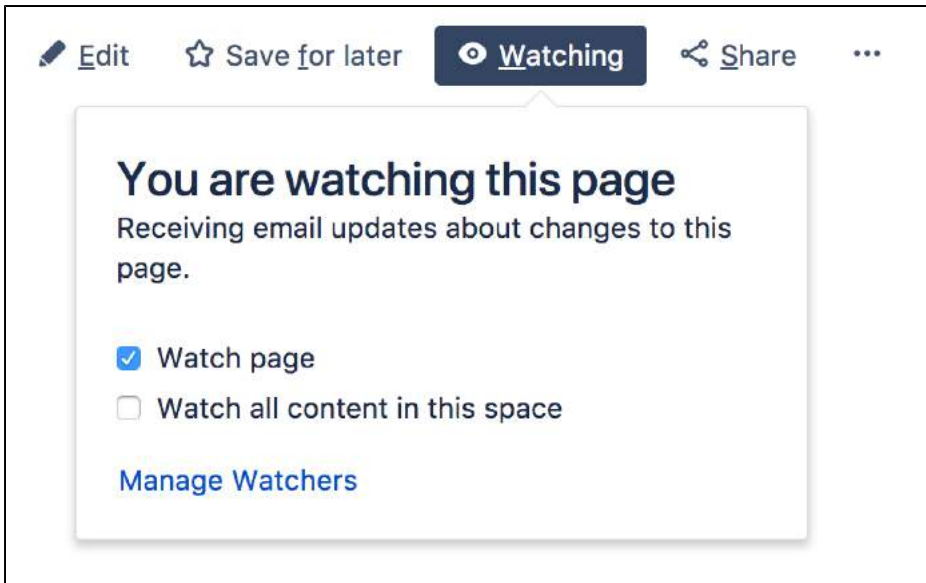 Edit Save for later Watching Share ...
You are watching this page
Receiving email updates about changes to this
page.
Watch page
Watch all content in this space
Manage Watchers